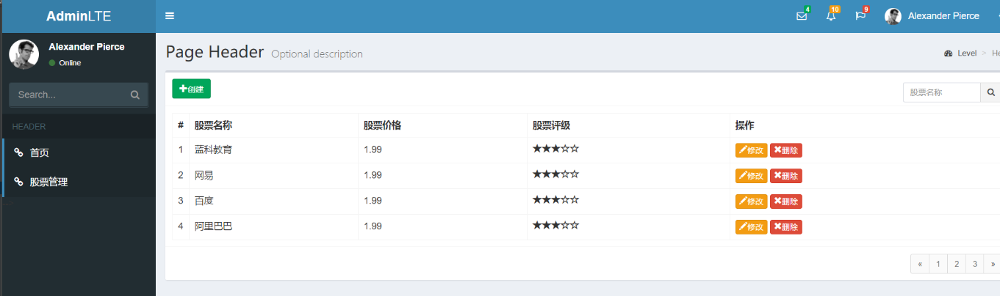 AdminLTE
4
10
9
Alexander Pierce
Alexander Pierce
Online
Page Header Optional description
Level > He
Search...
创建
股票名称
HEADER
首页
股票管理
# 股票名称 股票价格 股票评级 操作
1 蓝科教育 1.99 ★★★☆☆ 修改 删除
2 网易 1.99 ★★★☆☆ 修改 删除
3 百度 1.99 ★★★☆☆ 修改 删除
4 阿里巴巴 1.99 ★★★☆☆ 修改 删除
« 1 2 3 »